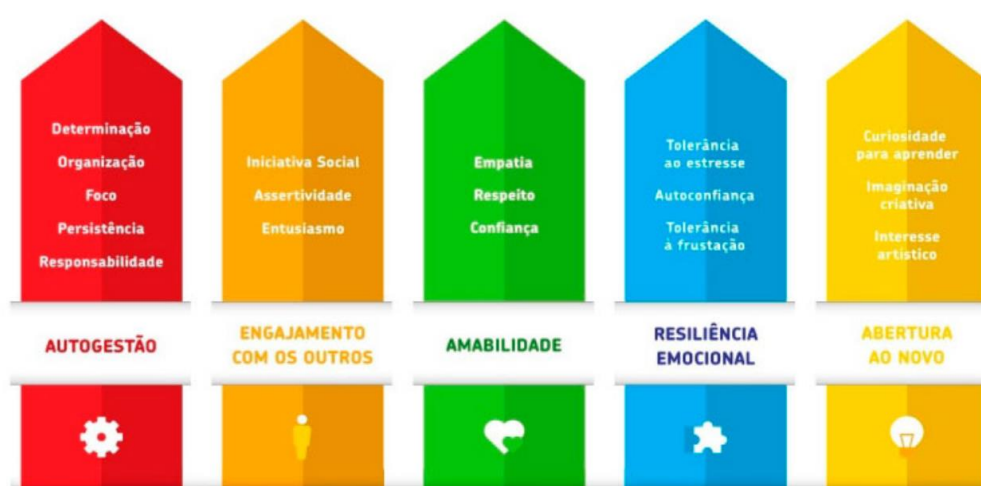 Determinação
Organização
Foco
Persistência
Responsabilidade
AUTOGESTÃO
Iniciativa Social
Assertividade
Entusiasmo
ENGAJAMENTO
COM OS OUTROS
Empatia
Respeito
Confiança
AMABILIDADE
Tolerância
ao estresse
Autoconfiança
Tolerância
à frustação
RESILIÊNCIA
EMOCIONAL
Curiosidade
para aprender
Imaginação
criativa
Interesse
artístico
ABERTURA
AO NOVO